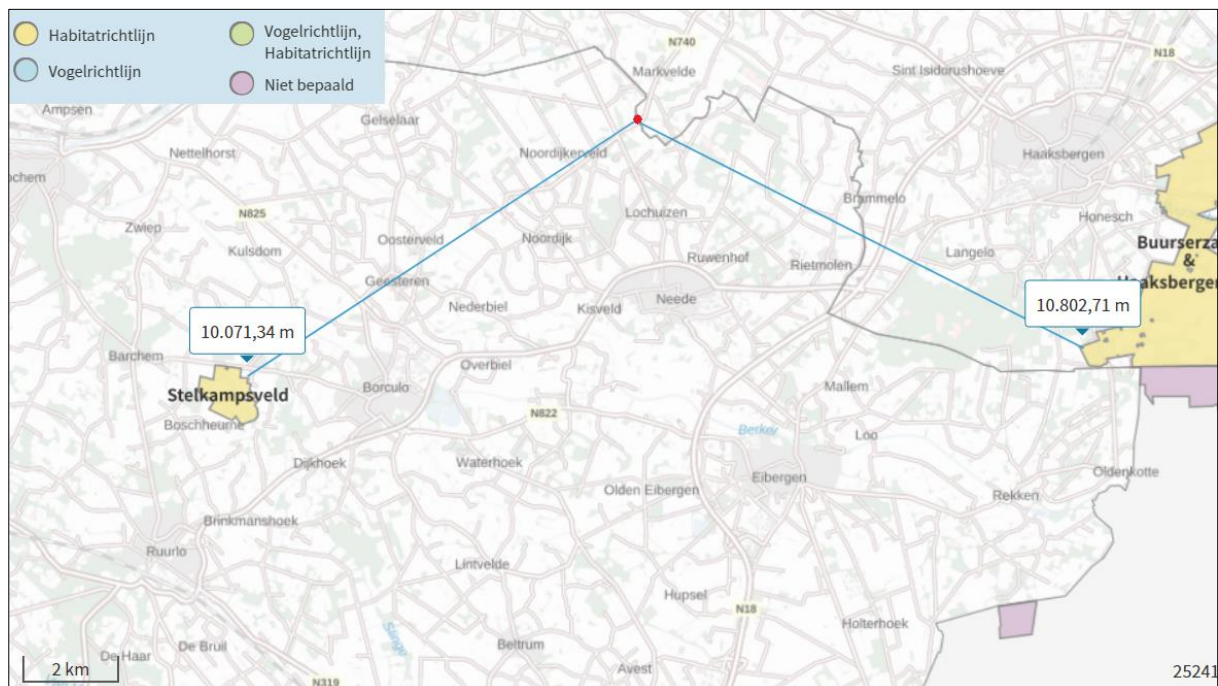 Habitatrichtlijn
Vogelrichtlijn
Vogelrichtlijn,
Habitatrichtlijn
Niet bepaald
N740
Markvelde
Sint Isidorushoeve
N18
Ampsen
Gelselaar
Nettelhorst
Noordijkerveld
Haaksbergen
ochem
Brammelo
Zwiep
N825
Kulsdom
Oosterveld
Noordijk
Lochuizen
Honesch
Langelo
Buurserza
&
Haaksbergen
Ruwenhof
Rietmolen
Geesteren
Nederbiel
Kisveld
Neede
10.802,71 m
10.071,34 m
Barchem
Overbiel
Stelkampsveld
Borculo
Mallem
Boschheurne
N822
Berkel
Loo
Dijkhoek
Waterhoek
Eibergen
Oldenkotte
Olden Eibergen
Rekken
Brinkmanshoek
Ruurlo
Lintvelde
Hupsel
N18
Holterhoek
Slinge
De Haar
De Bruil
Beltrum
Avest
2 km
N319
25241